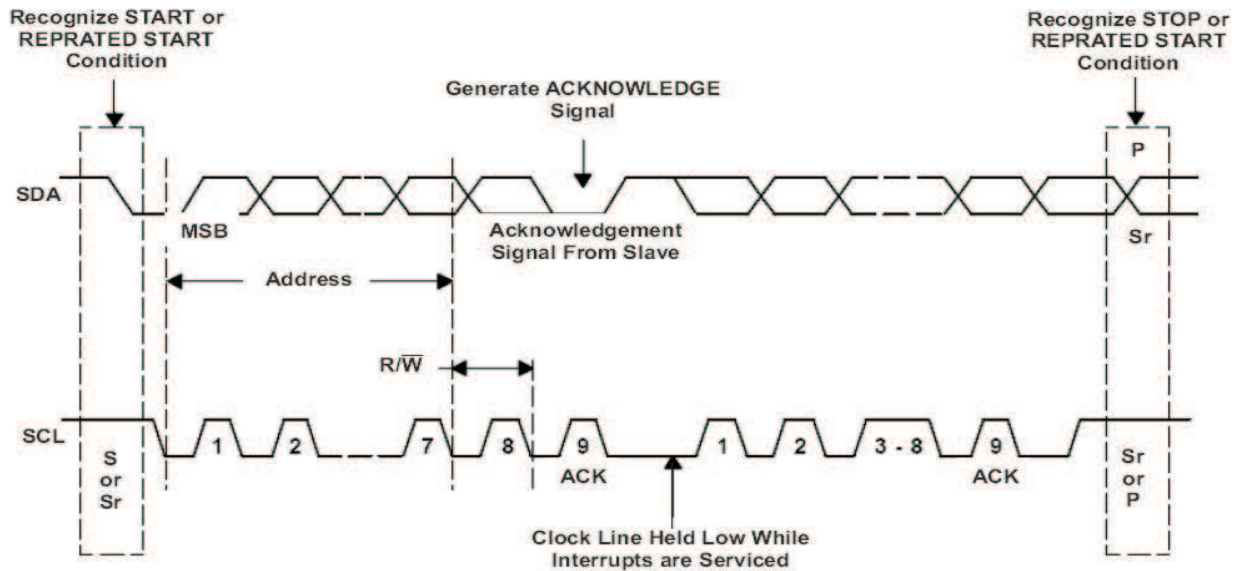 Recognize START or
REPRATED START
Condition
Recognize STOP or
REPRATED START
Condition
Generate ACKNOWLEDGE
Signal
P
SDA
MSB
Acknowledgement
Signal From Slave
Sr
Address
R/W̅
SCL
1
2
7
8
9
1
2
3 - 8
9
ACK
ACK
S
or
Sr
Sr
or
P
Clock Line Held Low While
Interrupts are Serviced